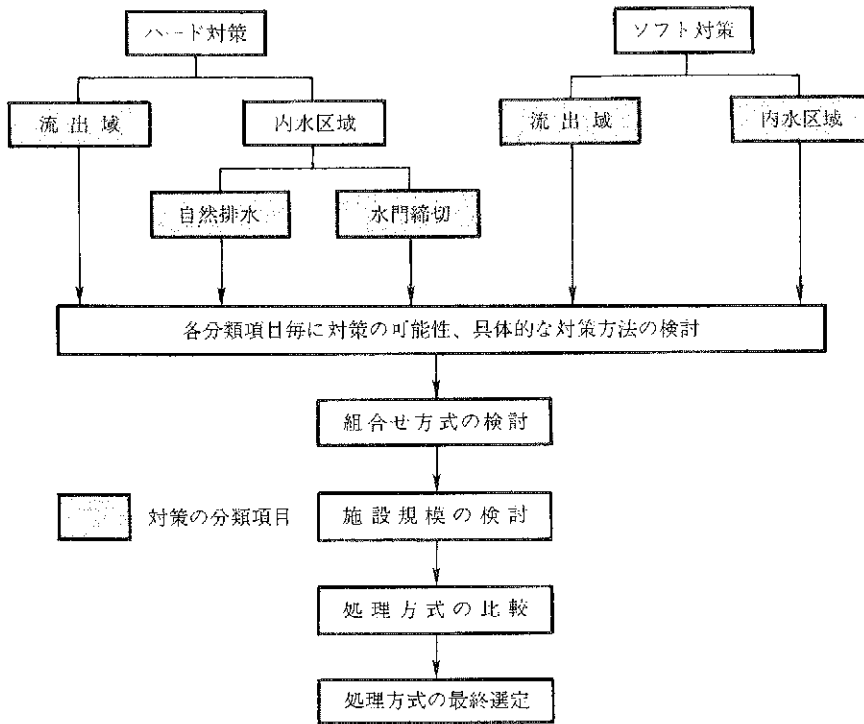 ハード対策
ソフト対策
流出域
内水区域
流出域
内水区域
自然排水
水門締切
各分類項目毎に対策の可能性、具体的な対策方法の検討
組合せ方式の検討
対策の分類項目
施設規模の検討
処理方式の比較
処理方式の最終選定